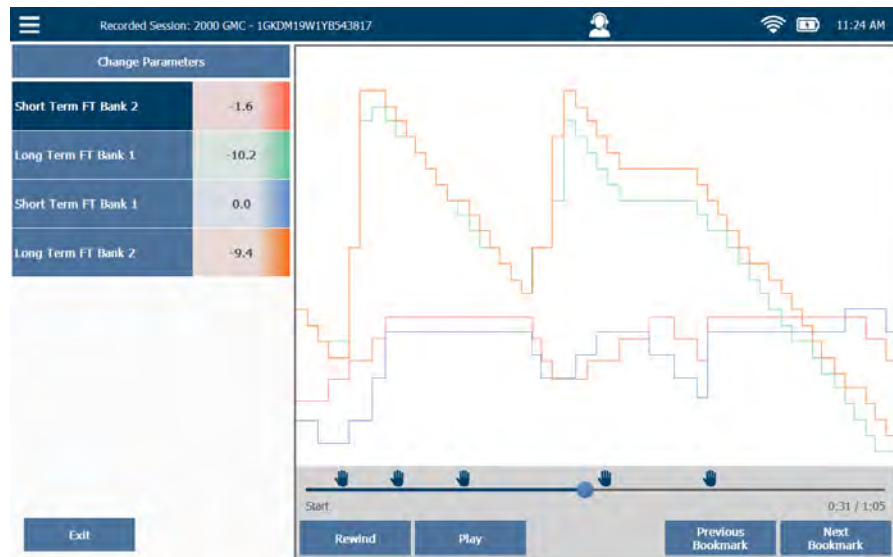 Recorded Session: 2000 GMC - 1GKDM19W1YB543817
11:24 AM
Change Parameters
Short Term FT Bank 2
-1.6
Long Term FT Bank 1
-10.2
Short Term FT Bank 1
0.0
Long Term FT Bank 2
-9.4
Start
0:31 / 1:05
Exit
Rewind
Play
Previous
Bookmark
Next
Bookmark